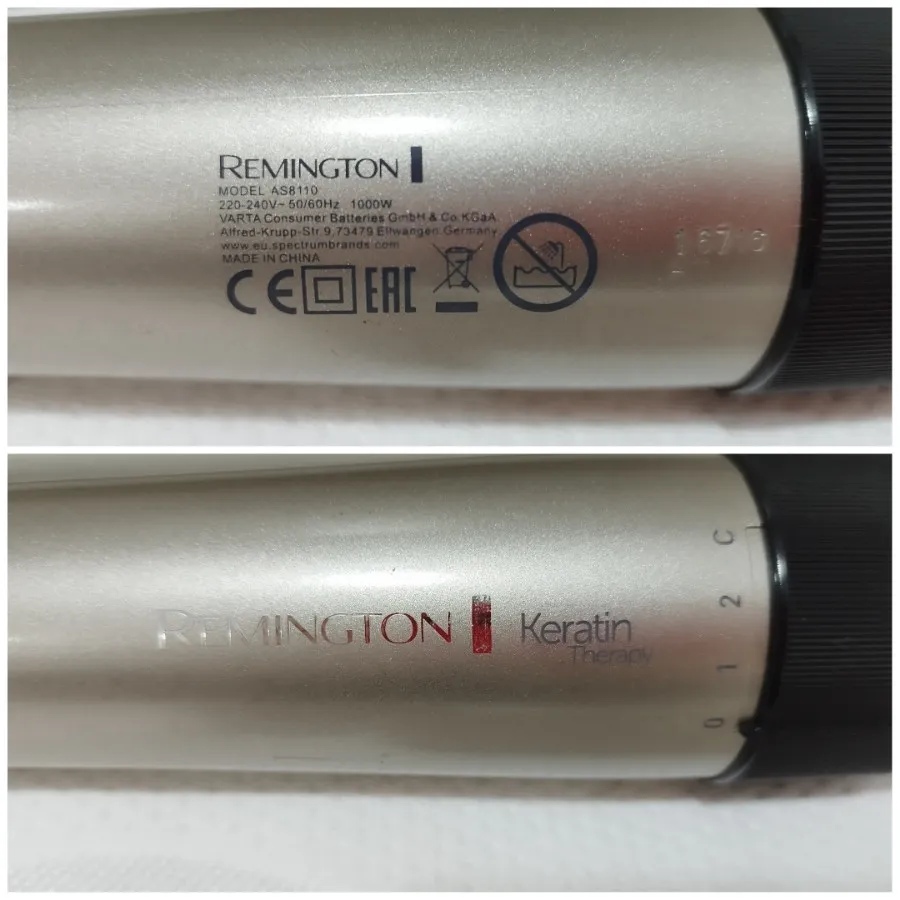 REMINGTON
MODEL AS8110
220-240V~ 50/60Hz 1000W
VARTA Consumer Batteries GmbH & Co.KGaA
Alfred-Krupp-Str.9,73479 Ellwangen,Germany
www.eu.spectrumbrands.com
MADE IN CHINA
CE EAC
REMINGTON Keratin
Therapy
C
2
1
0